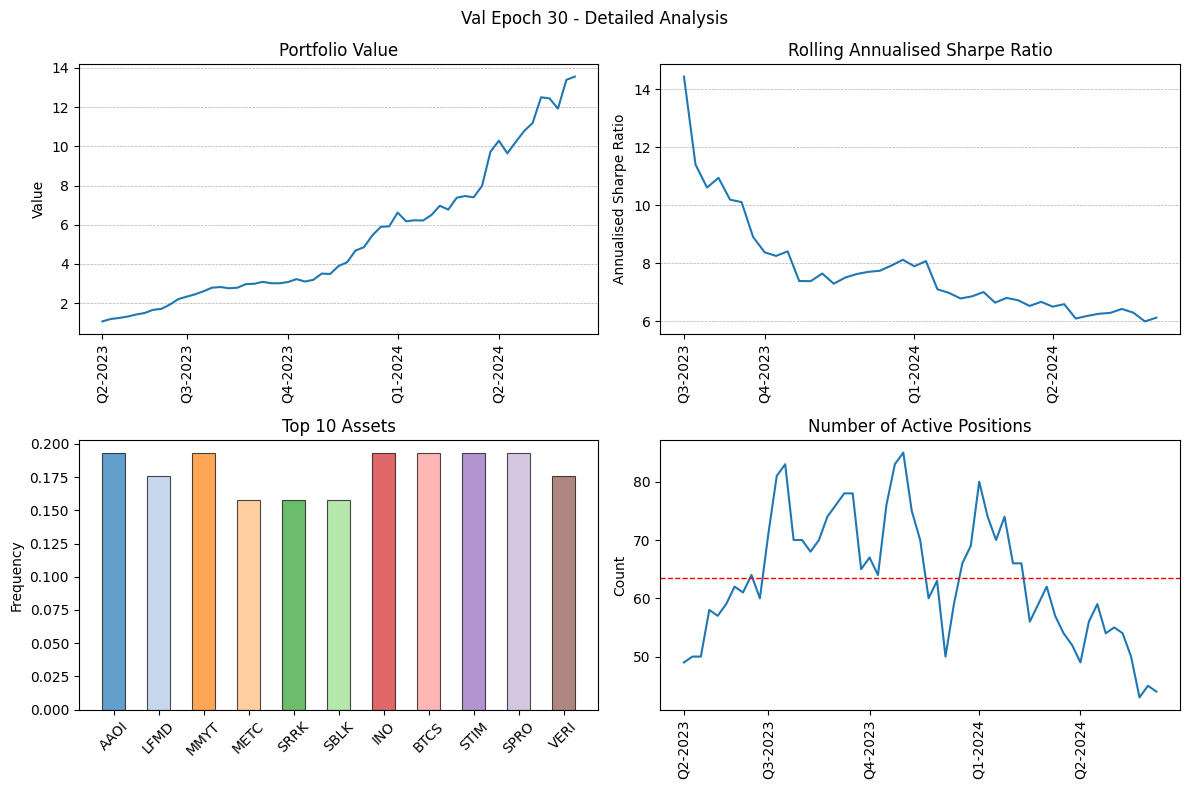 Val Epoch 30 - Detailed Analysis
Portfolio Value
Value
14
12
10
8
6
4
2
Q2-2023
Q3-2023
Q4-2023
Q1-2024
Q2-2024
Rolling Annualised Sharpe Ratio
Annualised Sharpe Ratio
14
12
10
8
6
Q3-2023
Q4-2023
Q1-2024
Q2-2024
Top 10 Assets
Frequency
0.200
0.175
0.150
0.125
0.100
0.075
0.050
0.025
0.000
AAOI
LFMD
MMYT
METC
SRRK
SBLK
INO
BTCS
STIM
SPRO
VERI
Number of Active Positions
Count
80
70
60
50
Q2-2023
Q3-2023
Q4-2023
Q1-2024
Q2-2024